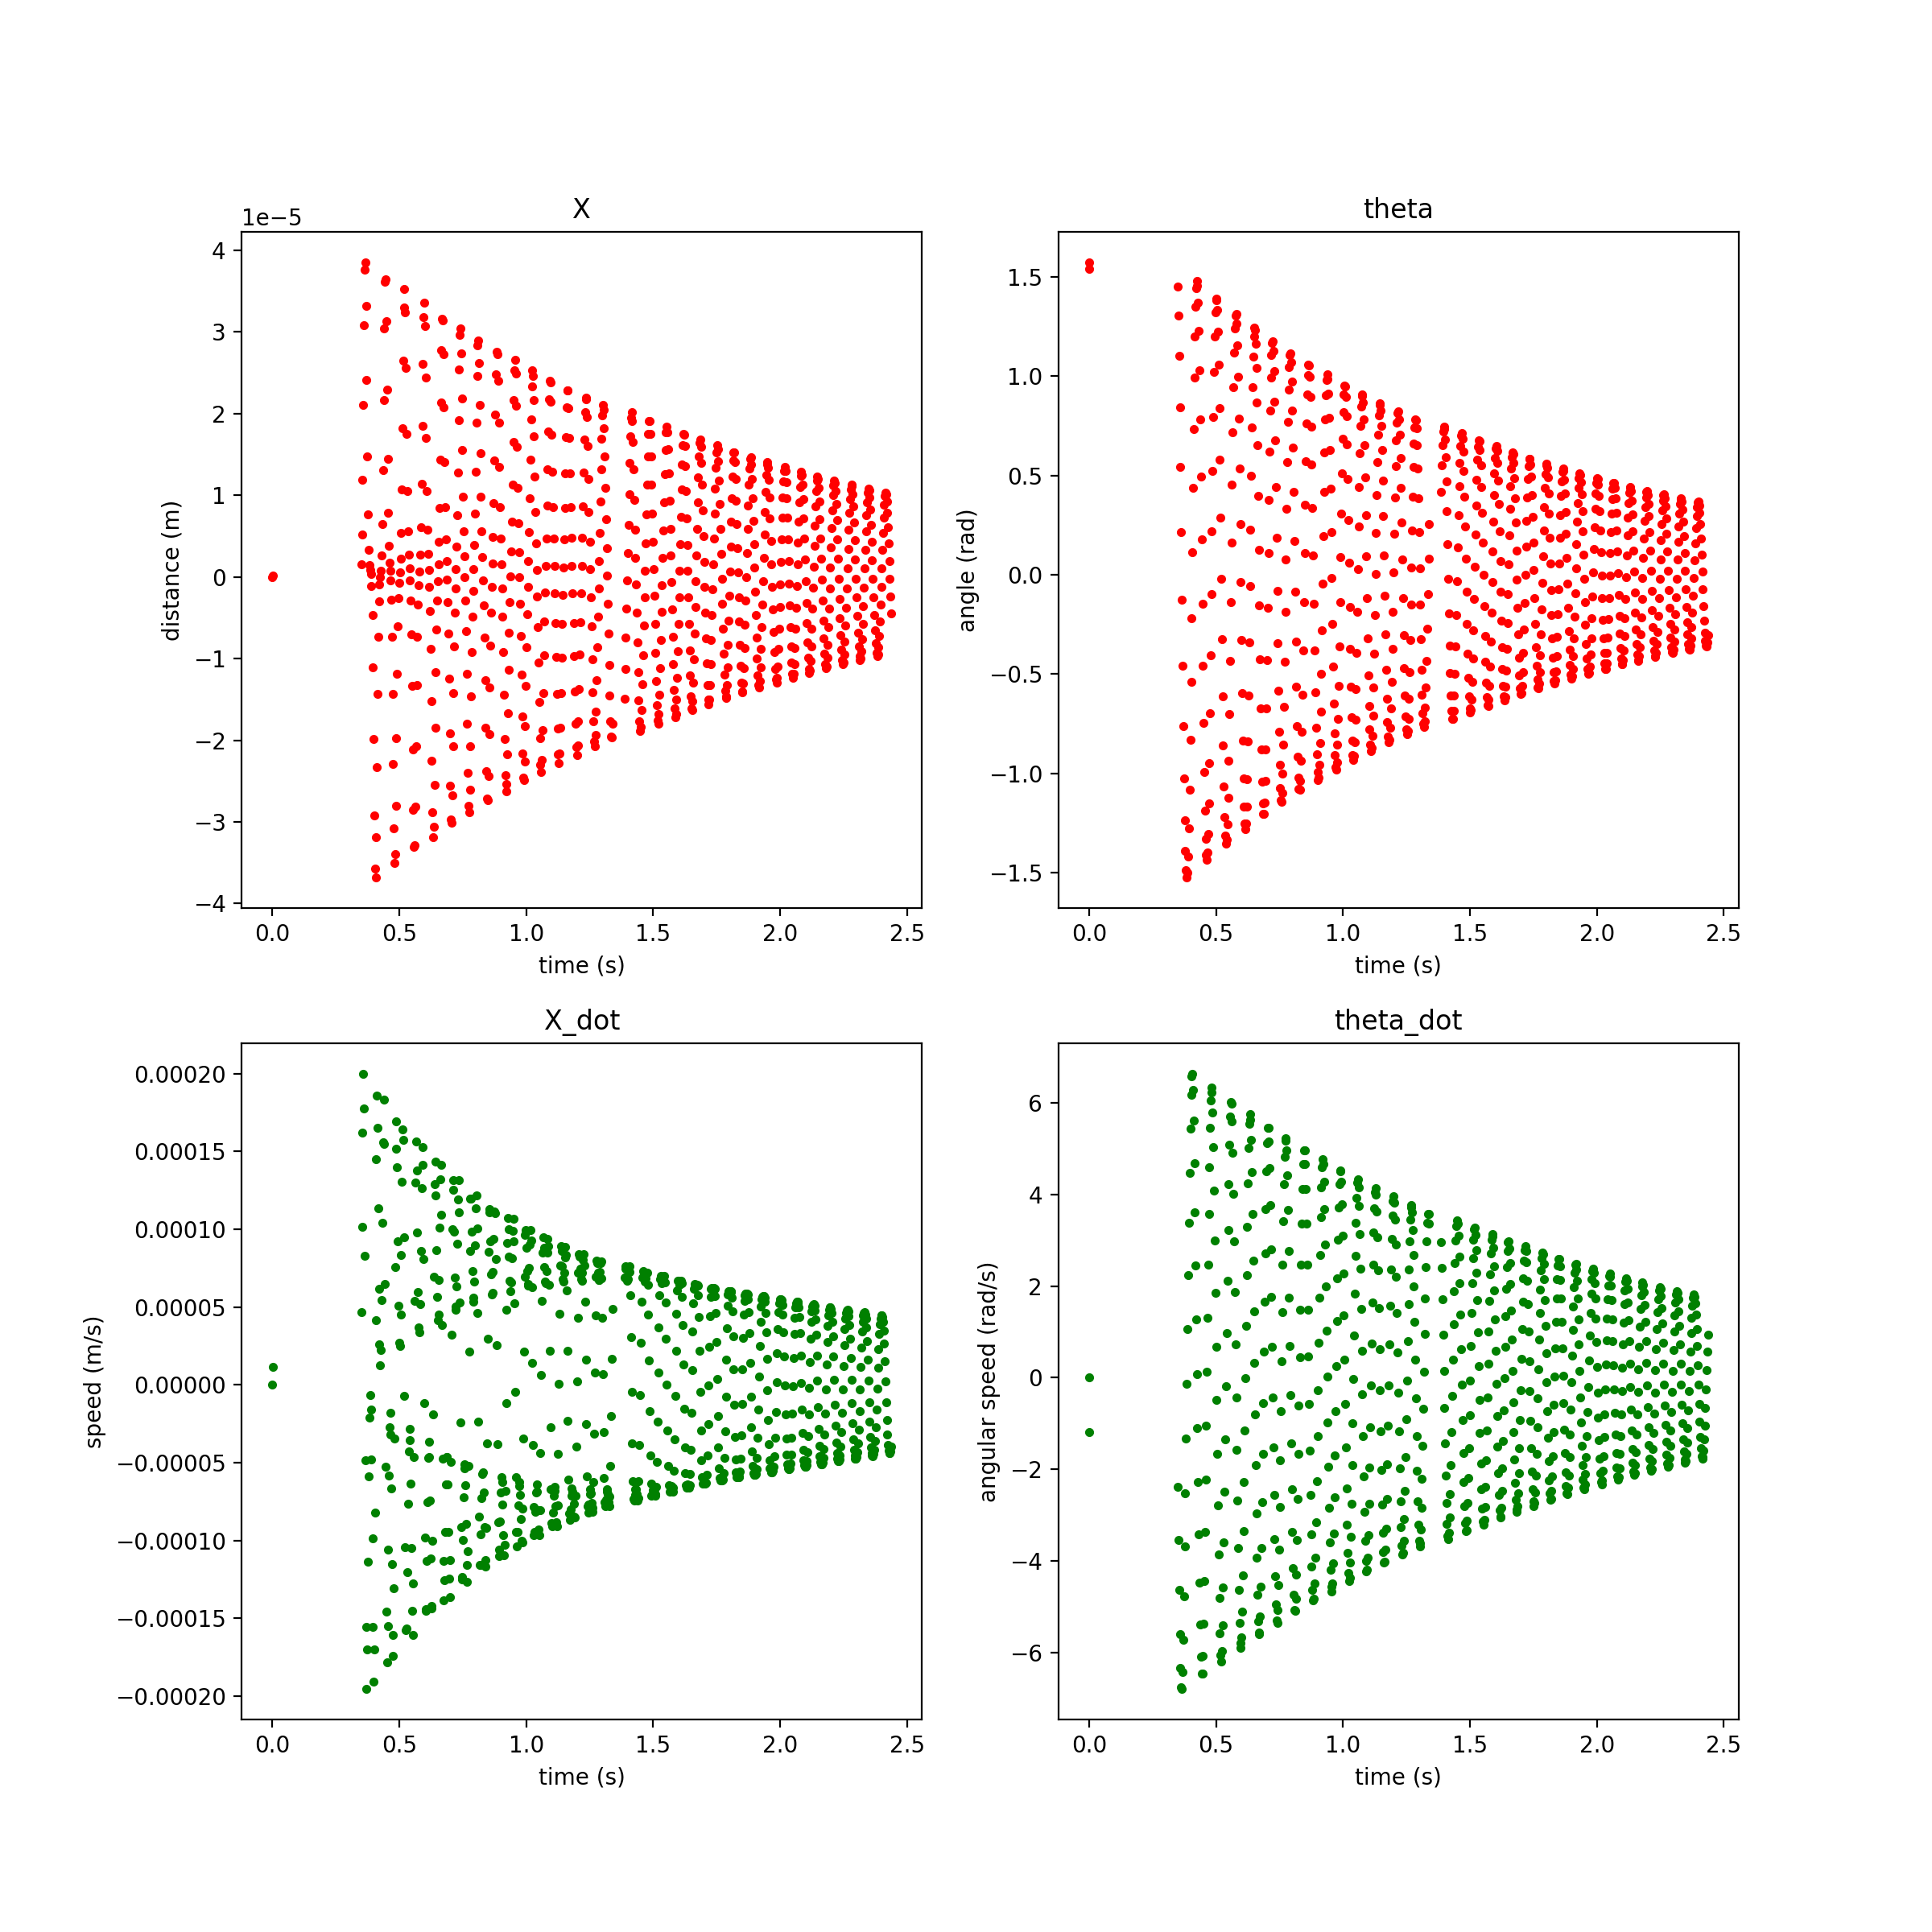 X
1e−5
4
3
2
1
0
−1
−2
−3
−4
distance (m)
0.0 0.5 1.0 1.5 2.0 2.5
time (s)
theta
1.5
1.0
0.5
0.0
−0.5
−1.0
−1.5
angle (rad)
0.0 0.5 1.0 1.5 2.0 2.5
time (s)
X_dot
0.00020
0.00015
0.00010
0.00005
0.00000
−0.00005
−0.00010
−0.00015
−0.00020
speed (m/s)
0.0 0.5 1.0 1.5 2.0 2.5
time (s)
theta_dot
6
4
2
0
−2
−4
−6
angular speed (rad/s)
0.0 0.5 1.0 1.5 2.0 2.5
time (s)